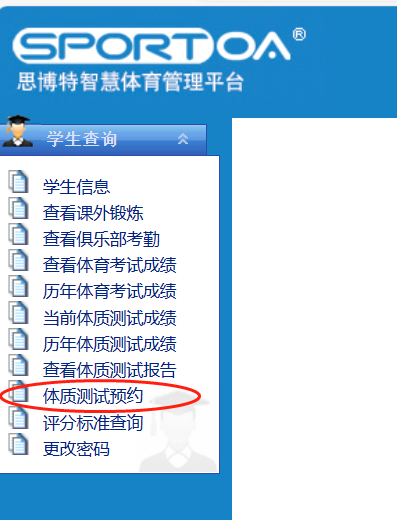 SPORTOA®
思博特智慧体育管理平台
学生查询
学生信息
查看课外锻炼
查看俱乐部考勤
查看体育考试成绩
历年体育考试成绩
当前体质测试成绩
历年体质测试成绩
查看体质测试报告
体质测试预约
评分标准查询
更改密码